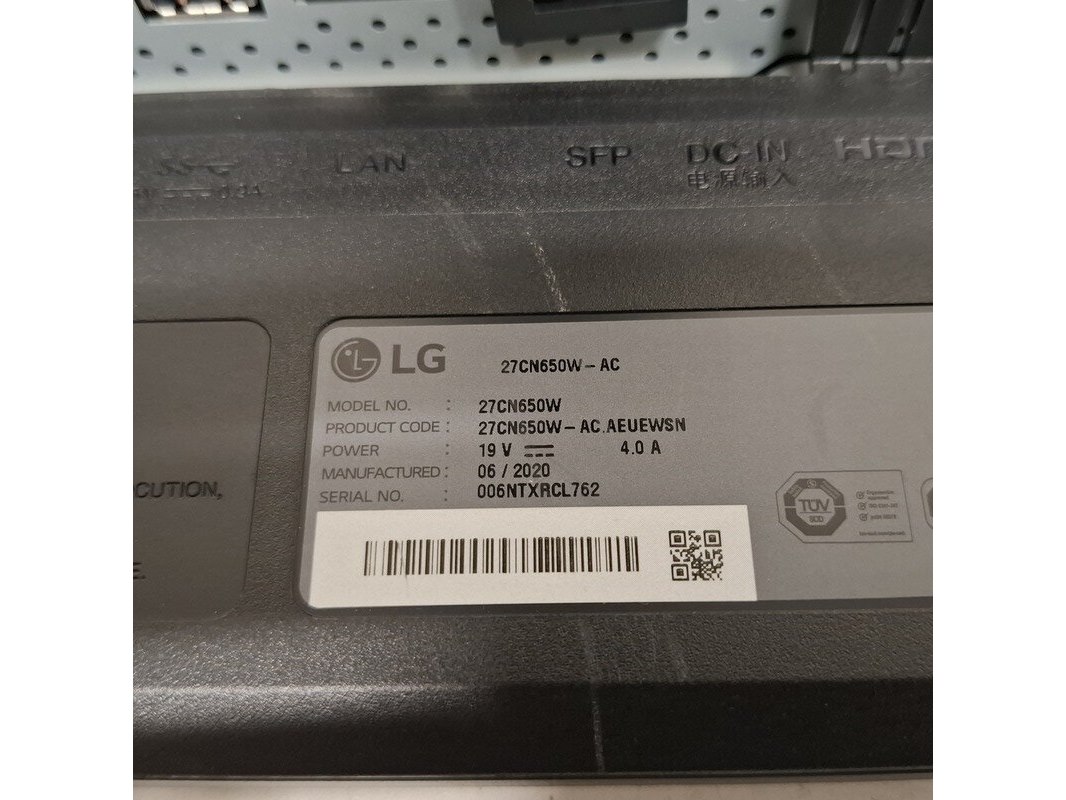 LAN
SFP
DC-IN
电源输入
LG
27CN650W-AC
MODEL NO. : 27CN650W
PRODUCT CODE : 27CN650W-AC.AEUEWSN
POWER : 19 V 4.0 A
MANUFACTURED : 06 / 2020
SERIAL NO. : 006NTXRCL762
CUTION,
TÜV
SÜD